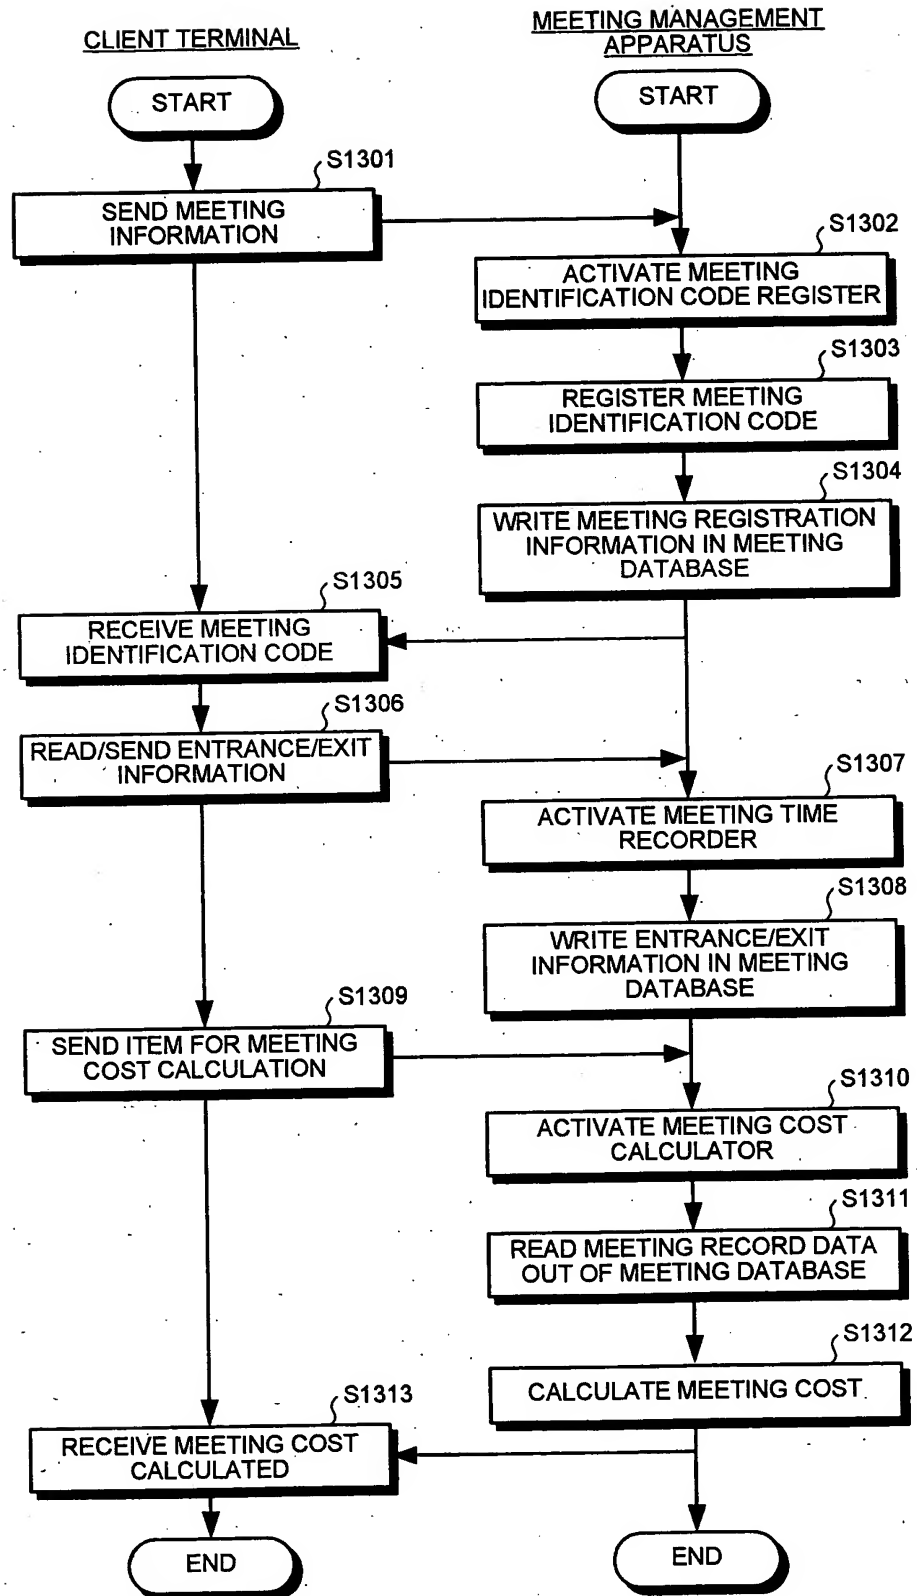 CLIENT TERMINAL
MEETING MANAGEMENT
APPARATUS
START
START
S1301
SEND MEETING
INFORMATION
S1302
ACTIVATE MEETING
IDENTIFICATION CODE REGISTER
S1303
REGISTER MEETING
IDENTIFICATION CODE
S1304
WRITE MEETING REGISTRATION
INFORMATION IN MEETING
DATABASE
S1305
RECEIVE MEETING
IDENTIFICATION CODE
S1306
READ/SEND ENTRANCE/EXIT
INFORMATION
S1307
ACTIVATE MEETING TIME
RECORDER
S1308
WRITE ENTRANCE/EXIT
INFORMATION IN MEETING
DATABASE
S1309
SEND ITEM FOR MEETING
COST CALCULATION
S1310
ACTIVATE MEETING COST
CALCULATOR
S1311
READ MEETING RECORD DATA
OUT OF MEETING DATABASE
S1312
CALCULATE MEETING COST
S1313
RECEIVE MEETING COST
CALCULATED
END
END